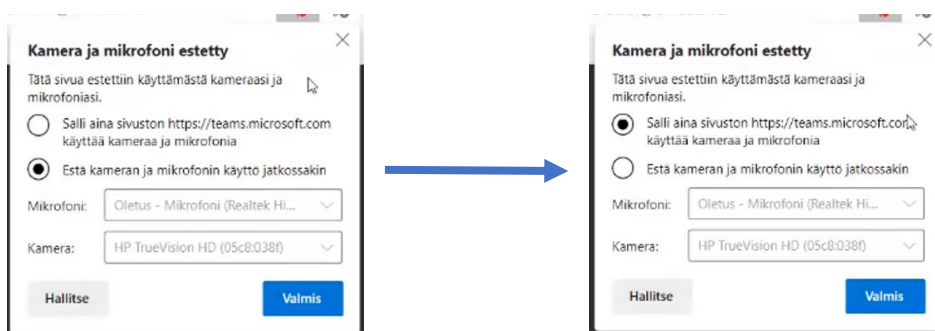 Kamera ja mikrofoni estetty
Tätä sivua estettiin käyttämästä kameraasi ja
mikrofoniasi.
Salli aina sivuston https://teams.microsoft.com
käyttää kameraa ja mikrofonia
Estä kameran ja mikrofonin käyttö jatkossakin
Mikrofoni: Oletus - Mikrofoni (Realtek Hi...
Kamera: HP TrueVision HD (05c8:038f)
Hallitse Valmis
Kamera ja mikrofoni estetty
Tätä sivua estettiin käyttämästä kameraasi ja
mikrofoniasi.
Salli aina sivuston https://teams.microsoft.com
käyttää kameraa ja mikrofonia
Estä kameran ja mikrofonin käyttö jatkossakin
Mikrofoni: Oletus - Mikrofoni (Realtek Hi...
Kamera: HP TrueVision HD (05c8:038f)
Hallitse Valmis